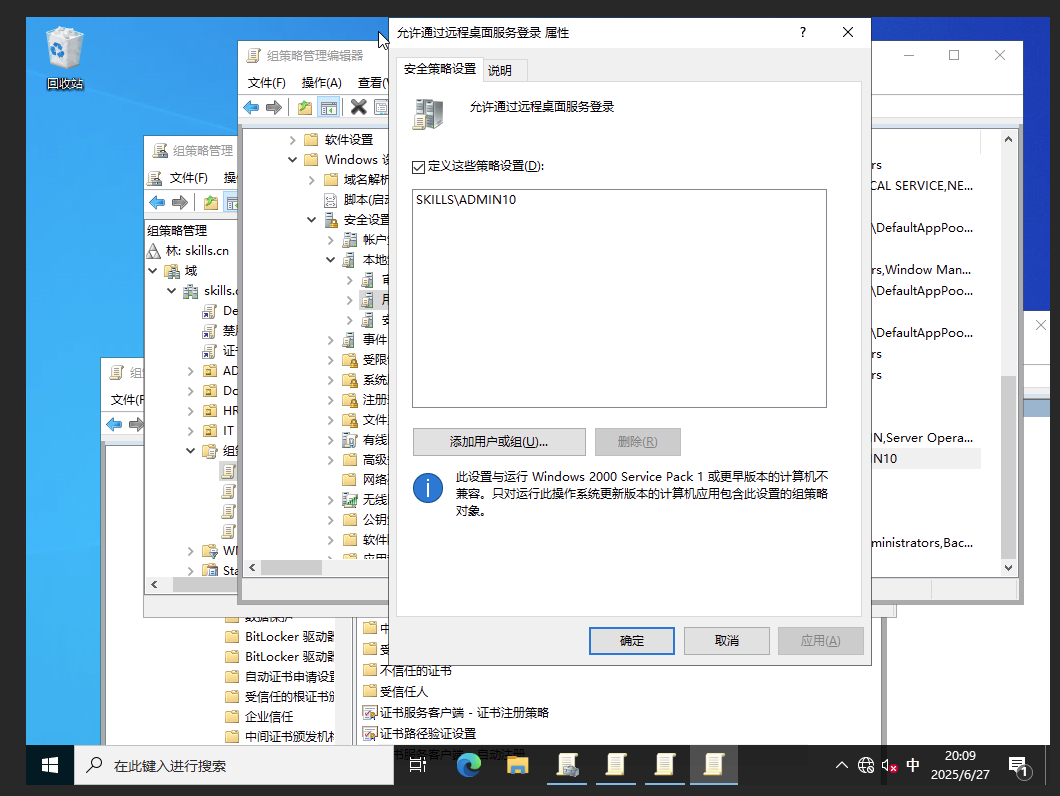 回收站
组策略管理编辑器
文件(F) 操作(A) 查看(V
软件设置
Windows 设
域名解析
脚本(启动
安全设置
帐户
本地
事件
受限
系统
注册
文件
有线
高级
网络
无线
公钥
软件
应用
组策略管理
文件(F) 操
组策略管理
林: skills.cn
域
skills.c
De
禁
证
AD
Do
HR
IT
组
WM
Sta
文件(F
允许通过远程桌面服务登录 属性
? ×
安全策略设置 说明
允许通过远程桌面服务登录
定义这些策略设置(D):
SKILLS\ADMIN10
添加用户或组(U)... 删除(R)
此设置与运行 Windows 2000 Service Pack 1 或更早版本的计算机不
兼容。只对运行此操作系统更新版本的计算机应用包含此设置的组策略
对象。
确定 取消 应用(A)
rs
CAL SERVICE,NE...
\DefaultAppPoo...
rs,Window Man...
\DefaultAppPoo...
\DefaultAppPoo...
rs
rs
N,Server Opera...
N10
ministrators,Bac...
数据保护
BitLocker 驱动器
BitLocker 驱动器
自动证书申请设置
受信任的根证书颁
企业信任
中间证书颁发机构
不信任的证书
受信任人
证书服务客户端 - 证书注册策略
证书路径验证设置
证书服务客户端 - 自动注册
在此键入进行搜索
中
20:09
2025/6/27
1